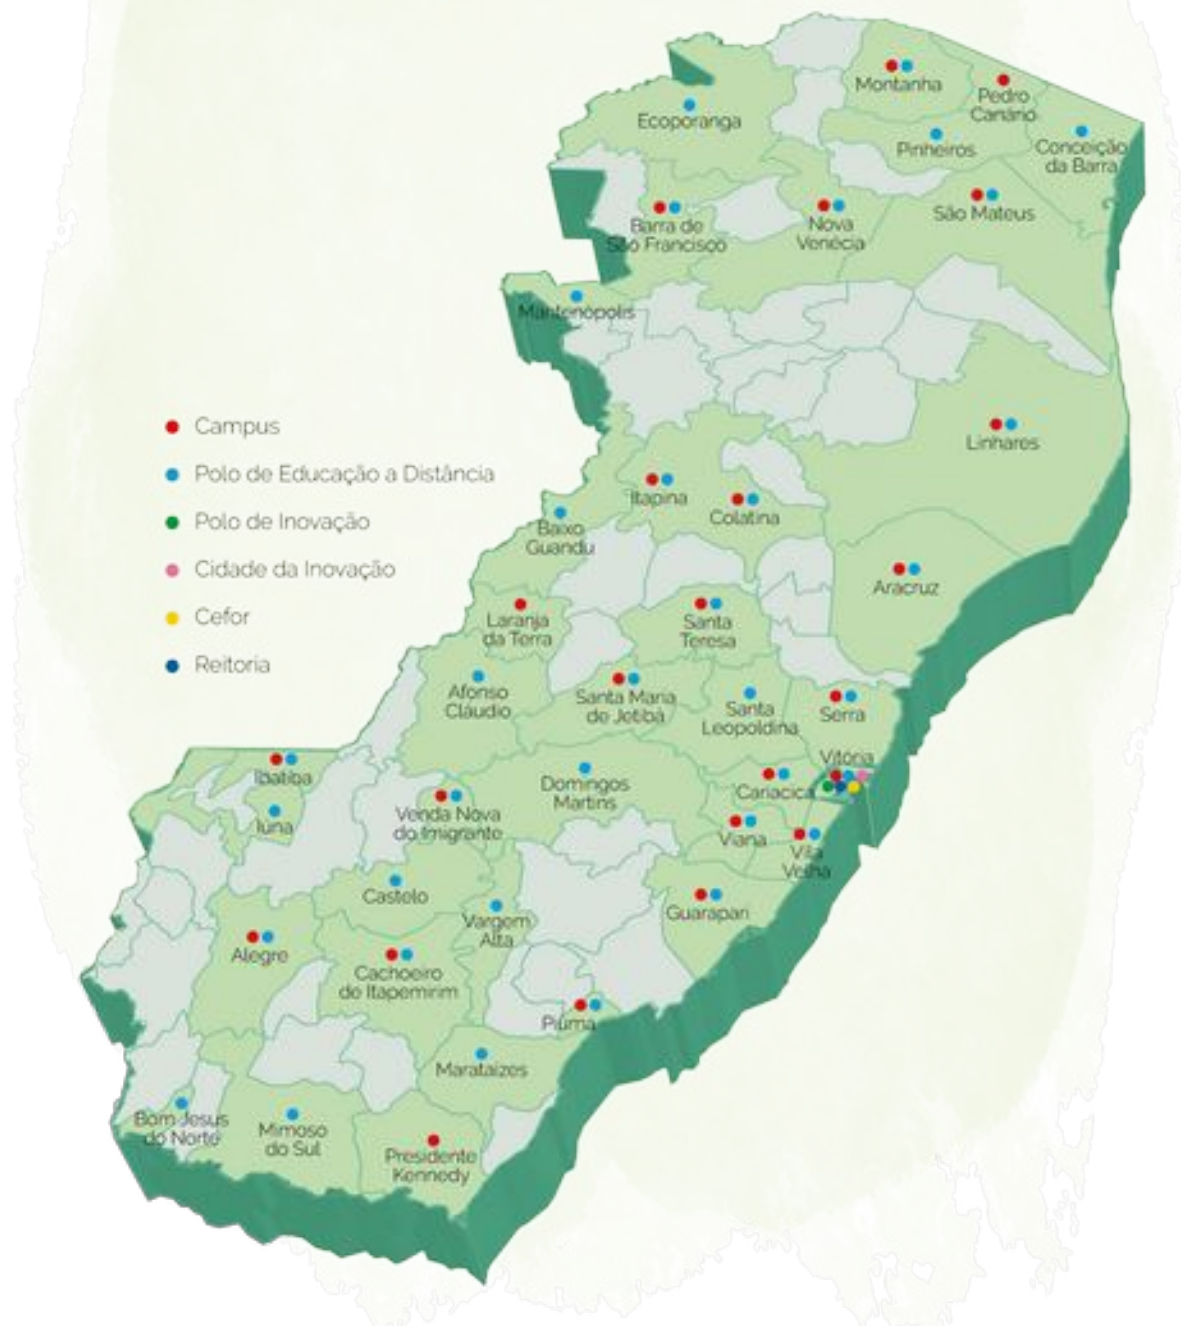 Montanha
Pedro
Canário
Ecoporanga
Pinheiros
Conceição
da Barra
Barra de
São Francisco
Nova
Venécia
São Mateus
Mantenópolis
Campus
Polo de Educação a Distância
Polo de Inovação
Cidade da Inovação
Cefor
Reitoria
Linhares
Itapina
Colatina
Baixo
Guandu
Aracruz
Laranja
da Terra
Santa
Teresa
Afonso
Cláudio
Santa Maria
de Jetibá
Santa
Leopoldina
Serra
Vitória
Ibatiba
Domingos
Martins
Cariacica
Iúna
Venda Nova
do Imigrante
Viana
Vila
Velha
Castelo
Vargem
Alta
Guarapari
Alegre
Cachoeiro
de Itapemirim
Piúma
Marataízes
Bom Jesus
do Norte
Mimoso
do Sul
Presidente
Kennedy